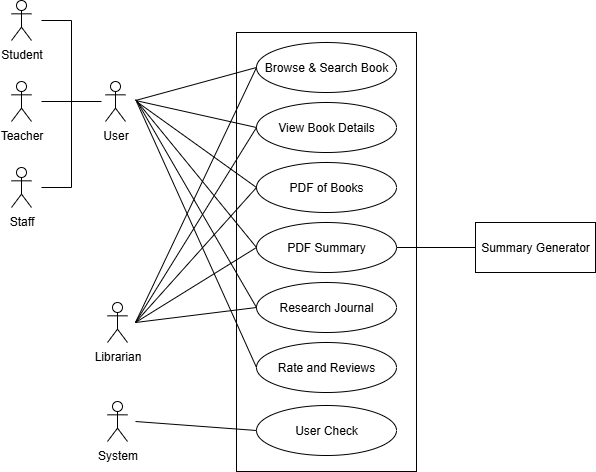 Student
Teacher
Staff
User
Librarian
System
Browse & Search Book
View Book Details
PDF of Books
PDF Summary
Research Journal
Rate and Reviews
User Check
Summary Generator